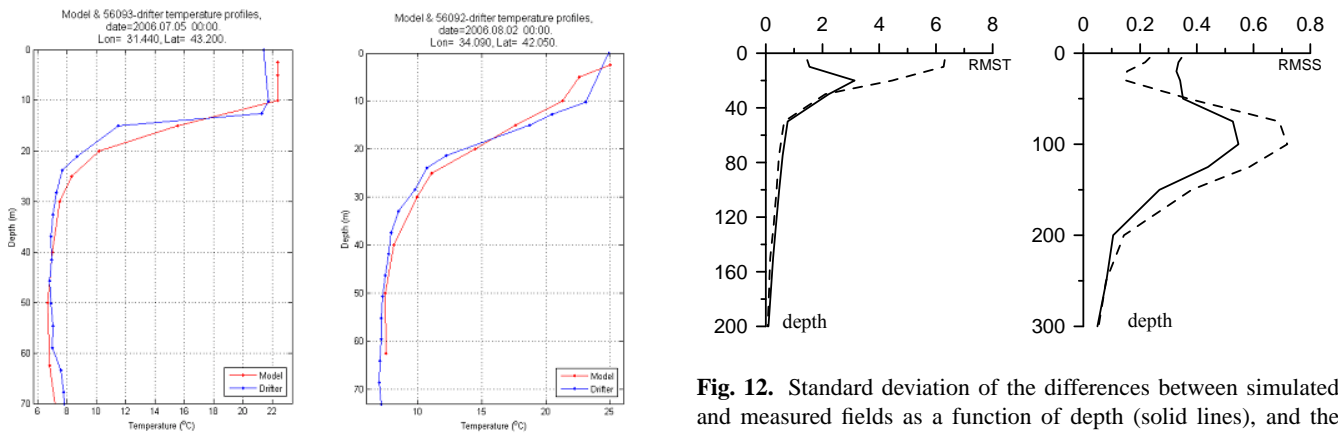 Model & 56093-drifter temperature profiles,
date=2006.07.05 00:00.
Lon= 31.440, Lat= 43.200.
0
10
20
30
40
50
60
70
Depth (m)
6
8
10
12
14
16
18
20
22
Temperature (°C)
Model
Drifter
Model & 56092-drifter temperature profiles,
date=2006.08.02 00:00.
Lon= 34.090, Lat= 42.050.
0
10
20
30
40
50
60
70
Depth (m)
10
15
20
25
Temperature (°C)
Model
Drifter
0 2 4 6 8
RMST
0
40
80
120
160
200
depth
0 0.2 0.4 0.6 0.8
RMSS
0
100
200
300
depth
Fig. 12. Standard deviation of the differences between simulated
and measured fields as a function of depth (solid lines), and the